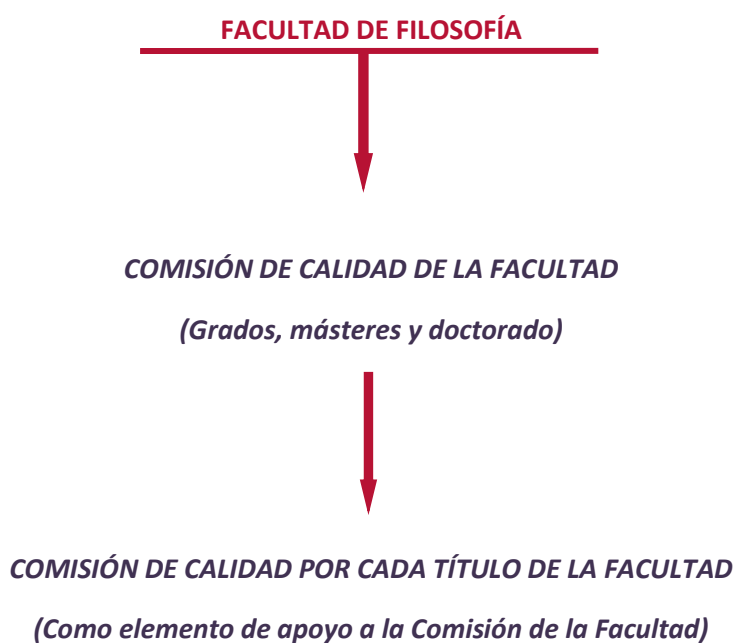 FACULTAD DE FILOSOFÍA
COMISIÓN DE CALIDAD DE LA FACULTAD
(Grados, másteres y doctorado)
COMISIÓN DE CALIDAD POR CADA TÍTULO DE LA FACULTAD
(Como elemento de apoyo a la Comisión de la Facultad)